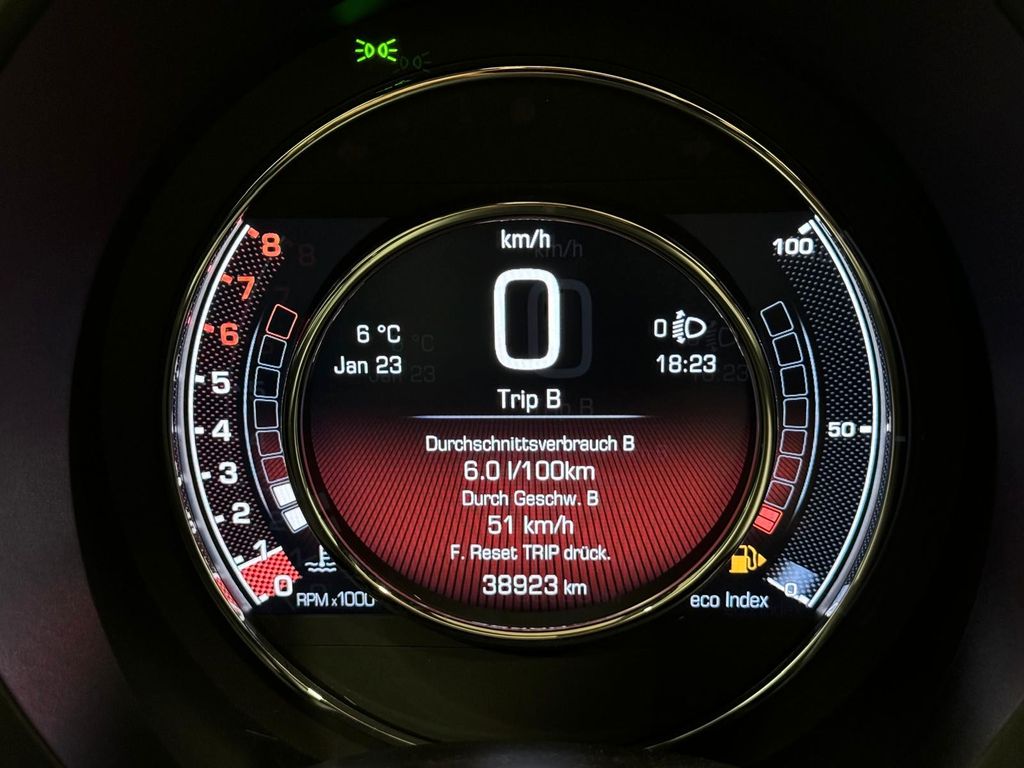 km/h
8
100
7
0
6
6 °C
0
Jan 23
18:23
5
Trip B
4
50
Durchschnittsverbrauch B
3
6.0 l/100km
Durch Geschw. B
2
51 km/h
1
F. Reset TRIP drück.
0
38923 km
0
RPM x1000
eco Index